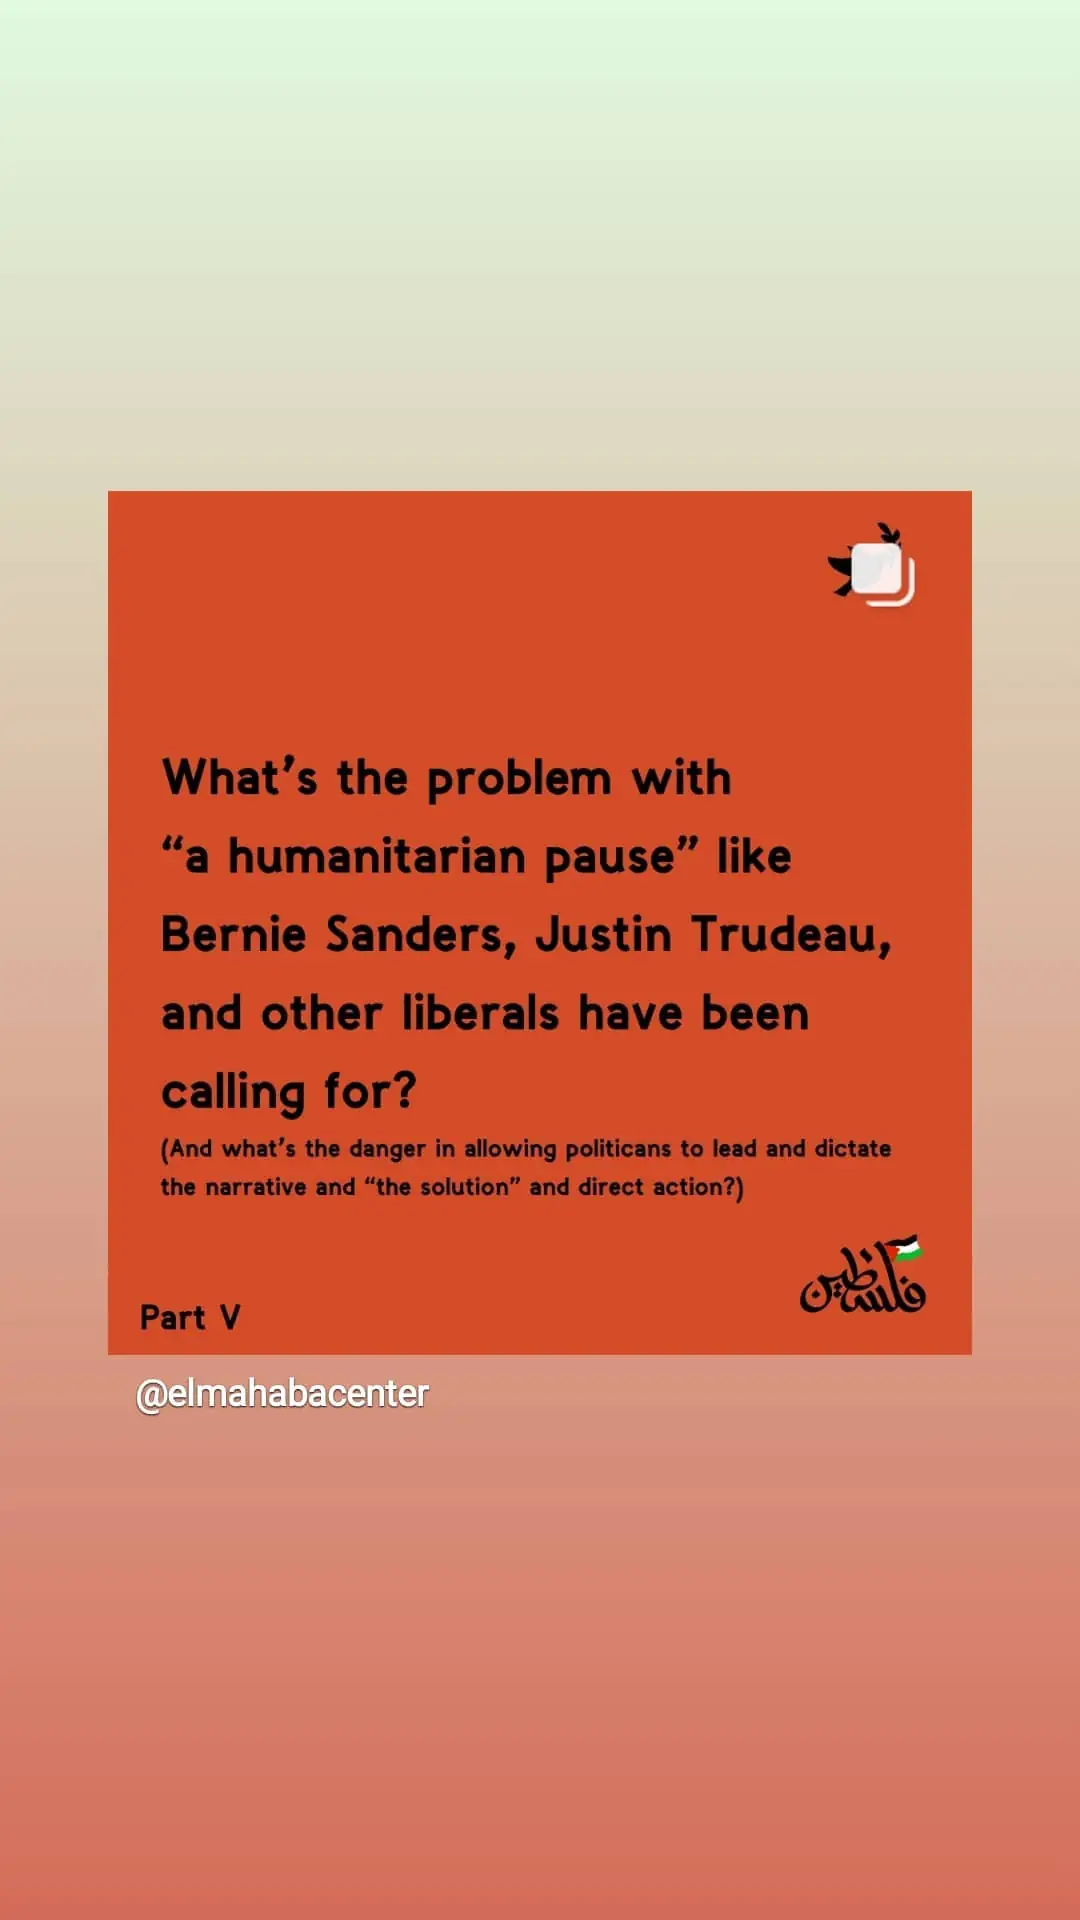 What’s the problem with
“a humanitarian pause” like
Bernie Sanders, Justin Trudeau,
and other liberals have been
calling for?
(And what’s the danger in allowing politicans to lead and dictate
the narrative and “the solution” and direct action?)
فلسطين
Part V
@elmahabacenter